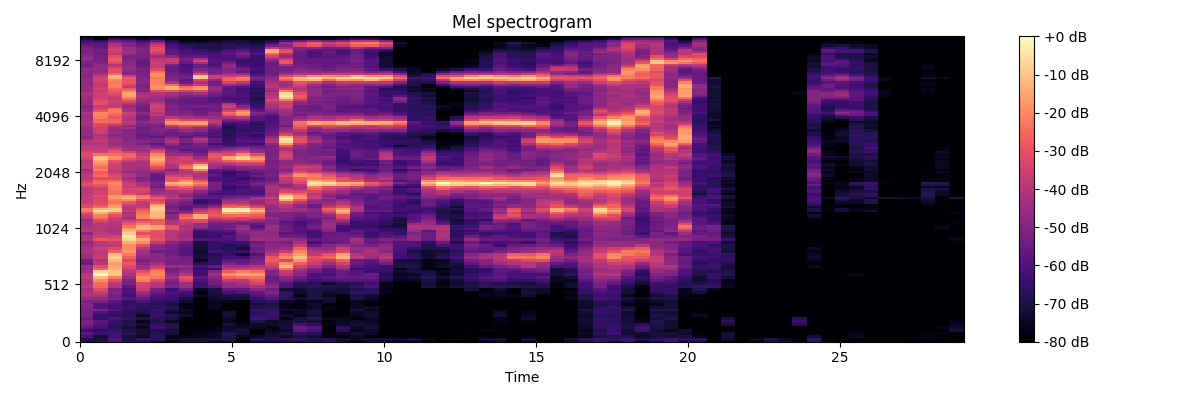 Mel spectrogram
+0 dB
8192
-10 dB
-20 dB
4096
-30 dB
2048
-40 dB
Hz
1024
-50 dB
-60 dB
512
-70 dB
0
-80 dB
0 5 10 15 20 25
Time